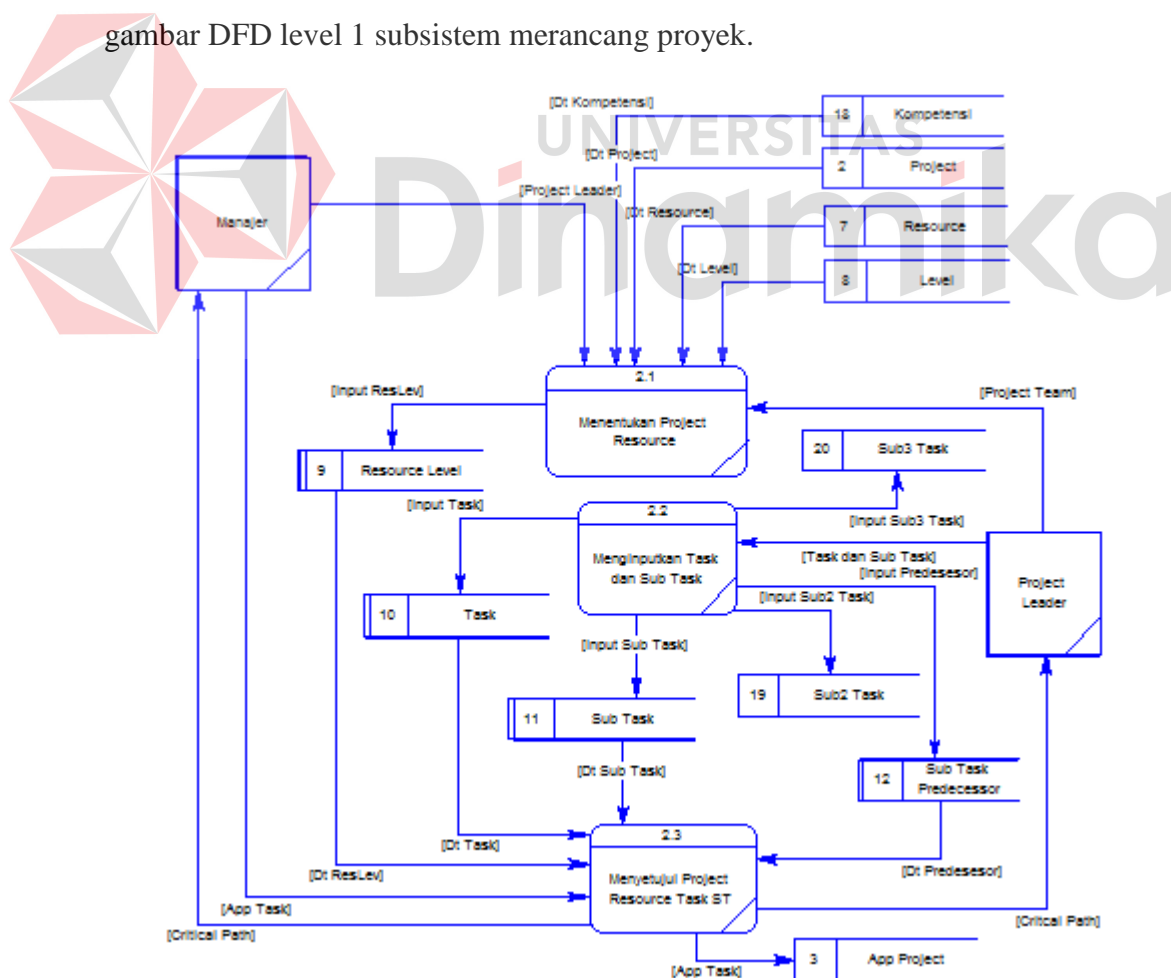 gambar DFD level 1 subsistem merancang proyek.
UNIVERSITAS
Dinamika
[Dt Kompetensi]
18 Kompetensi
[Dt Project]
2 Project
[Project Leader]
Manajer
[Dt Resource]
7 Resource
[Dt Level]
8 Level
2.1
Menentukan Project
Resource
[Input ResLev]
[Project Team]
9 Resource Level
20 Sub3 Task
[Input Task]
2.2
Menginputkan Task
dan Sub Task
[Input Sub3 Task]
[Task dan Sub Task]
[Input Predesesor]
Project
Leader
[Input Sub2 Task]
10 Task
[Input Sub Task]
19 Sub2 Task
11 Sub Task
[Dt Sub Task]
12 Sub Task
Predecessor
2.3
Menyetujui Project
Resource Task ST
[Dt Task]
[Dt ResLev]
[Dt Predesesor]
[App Task]
[Critical Path]
[Critcal Path]
3 App Project
[App Task]